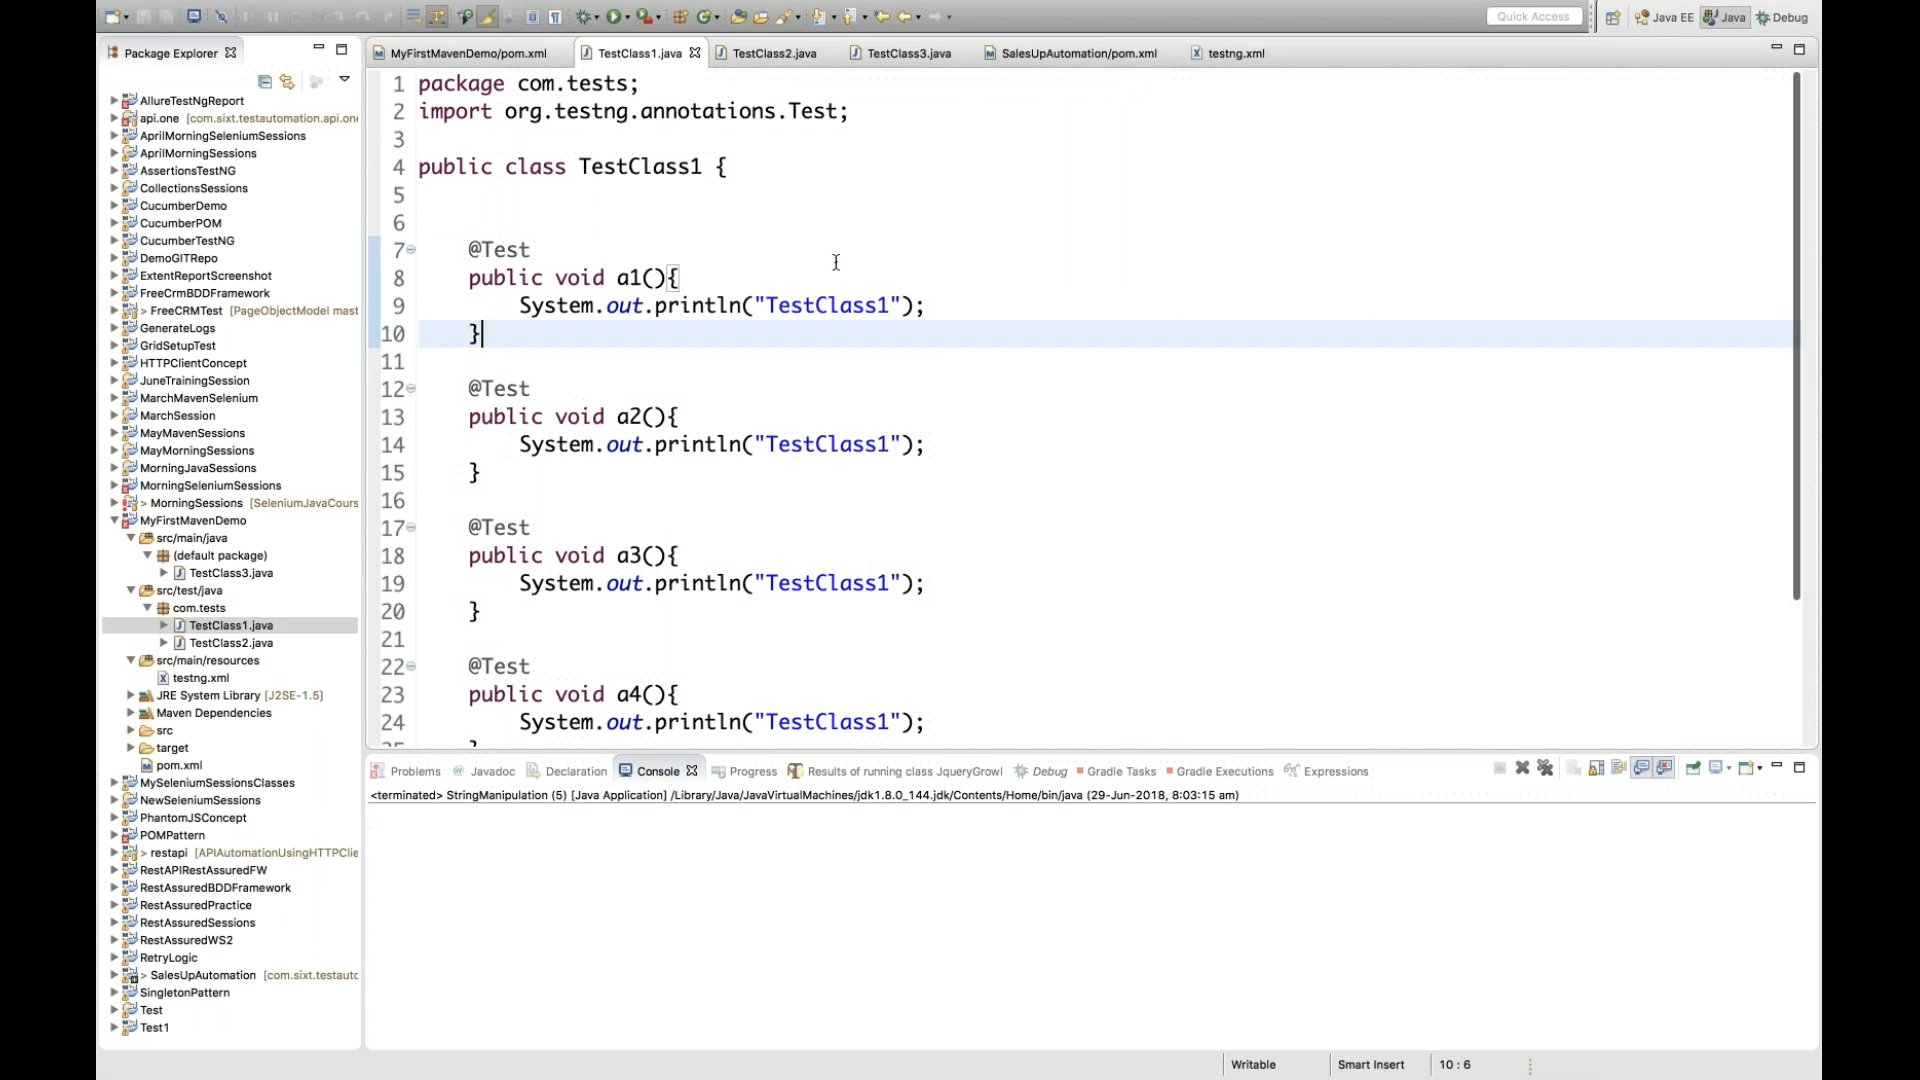 Quick Access
Java EE
Java
Debug
Package Explorer
MyFirstMavenDemo/pom.xml
TestClass1.java
TestClass2.java
TestClass3.java
SalesUpAutomation/pom.xml
testng.xml
AllureTestNgReport
api.one [com.sixt.testautomation.api.one
AprilMorningSeleniumSessions
AprilMorningSessions
AssertionsTestNG
CollectionsSessions
CucumberDemo
CucumberPOM
CucumberTestNG
DemoGITRepo
ExtentReportScreenshot
FreeCrmBDDFramework
> FreeCRMTest [PageObjectModel mast
GenerateLogs
GridSetupTest
HTTPClientConcept
JuneTrainingSession
MarchMavenSelenium
MarchSession
MayMavenSessions
MayMorningSessions
MorningJavaSessions
MorningSeleniumSessions
> MorningSessions [SeleniumJavaCours
MyFirstMavenDemo
src/main/java
(default package)
TestClass3.java
src/test/java
com.tests
TestClass1.java
TestClass2.java
src/main/resources
testng.xml
JRE System Library [J2SE-1.5]
Maven Dependencies
src
target
pom.xml
MySeleniumSessionsClasses
NewSeleniumSessions
PhantomJSConcept
POMPattern
> restapi [APIAutomationUsingHTTPClie
RestAPIRestAssuredFW
RestAssuredBDDFramework
RestAssuredPractice
RestAssuredSessions
RestAssuredWS2
RetryLogic
> SalesUpAutomation [com.sixt.testautc
SingletonPattern
Test
Test1
1 package com.tests;
2 import org.testng.annotations.Test;
3
4 public class TestClass1 {
5
6
7 @Test
8 public void a1(){
9 System.out.println("TestClass1");
10 }
11
12 @Test
13 public void a2(){
14 System.out.println("TestClass1");
15 }
16
17 @Test
18 public void a3(){
19 System.out.println("TestClass1");
20 }
21
22 @Test
23 public void a4(){
24 System.out.println("TestClass1");
Problems
Javadoc
Declaration
Console
Progress
Results of running class JqueryGrowl
Debug
Gradle Tasks
Gradle Executions
Expressions
<terminated> StringManipulation (5) [Java Application] /Library/Java/JavaVirtualMachines/jdk1.8.0_144.jdk/Contents/Home/bin/java (29-Jun-2018, 8:03:15 am)
Writable
Smart Insert
10 : 6